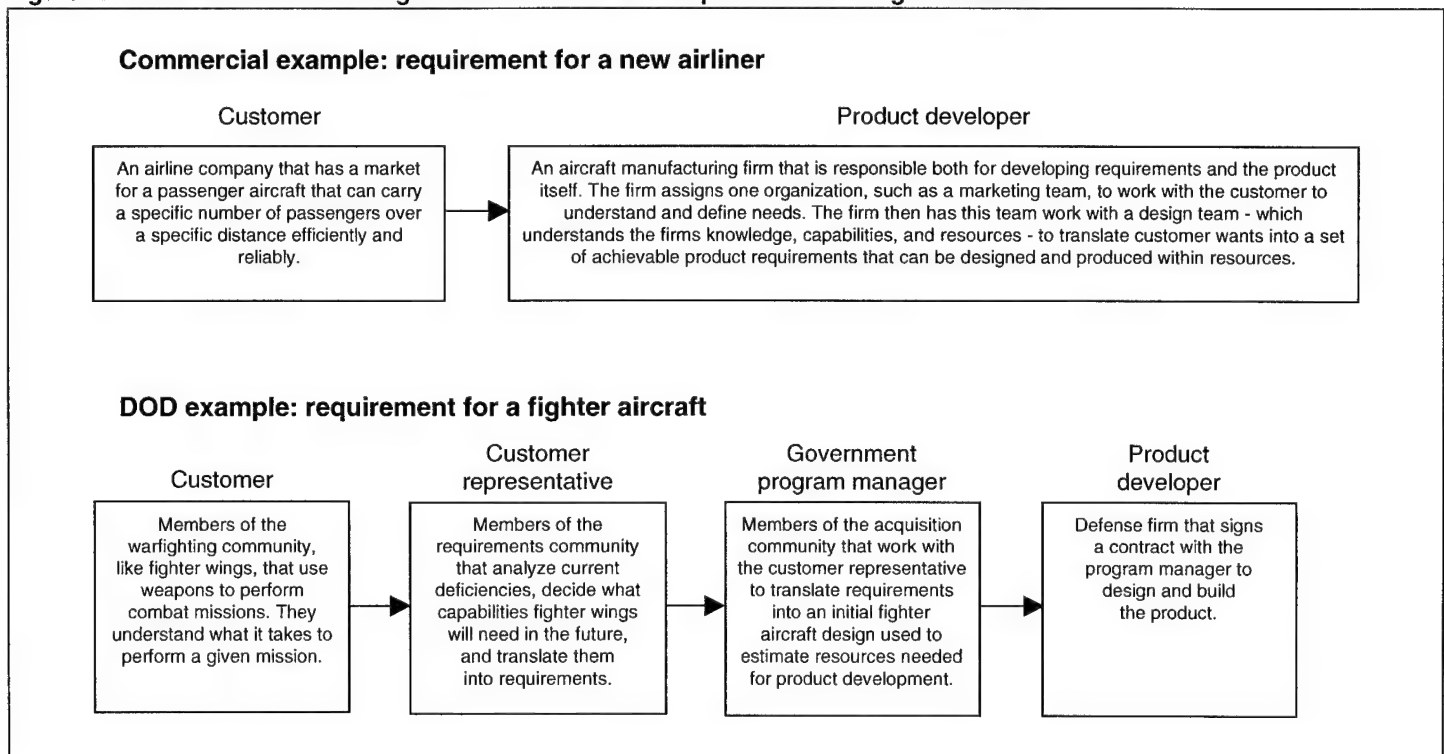 Commercial example: requirement for a new airliner
Customer
An airline company that has a market
for a passenger aircraft that can carry
a specific number of passengers over
a specific distance efficiently and
reliably.
Product developer
An aircraft manufacturing firm that is responsible both for developing requirements and the product
itself. The firm assigns one organization, such as a marketing team, to work with the customer to
understand and define needs. The firm then has this team work with a design team - which
understands the firms knowledge, capabilities, and resources - to translate customer wants into a set
of achievable product requirements that can be designed and produced within resources.
DOD example: requirement for a fighter aircraft
Customer
Members of the
warfighting community,
like fighter wings, that use
weapons to perform
combat missions. They
understand what it takes to
perform a given mission.
Customer
representative
Members of the
requirements community
that analyze current
deficiencies, decide what
capabilities fighter wings
will need in the future,
and translate them
into requirements.
Government
program manager
Members of the acquisition
community that work with
the customer representative
to translate requirements
into an initial fighter
aircraft design used to
estimate resources needed
for product development.
Product
developer
Defense firm that signs
a contract with the
program manager to
design and build
the product.